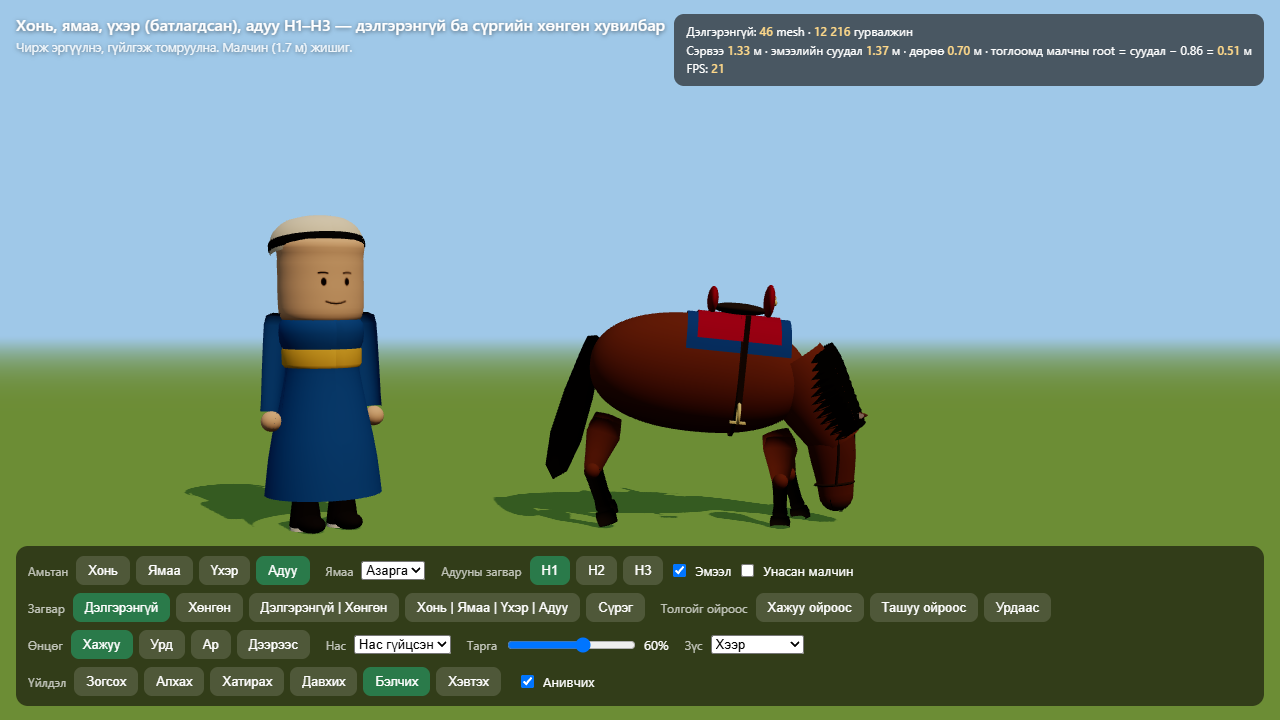 Хонь, ямаа, үхэр (батлагдсан), адуу H1–H3 — дэлгэрэнгүй ба сүргийн хөнгөн хувилбар
Чирж эргүүлнэ, гүйлгэж томруулна. Малчин (1.7 м) жишиг.
Дэлгэрэнгүй: 46 mesh · 12 216 гурвалжин
Сэрвээ 1.33 м · эмээлийн суудал 1.37 м · дөрөө 0.70 м · тоглоомд малчны root = суудал − 0.86 = 0.51 м
FPS: 21
Амьтан Хонь Ямаа Үхэр Адуу Ямаа Азарга Адууны загвар H1 H2 H3 Эмээл Унасан малчин
Загвар Дэлгэрэнгүй Хөнгөн Дэлгэрэнгүй | Хөнгөн Хонь | Ямаа | Үхэр | Адуу Сүрэг Толгойг ойроос Хажуу ойроос Ташуу ойроос Урдаас
Өнцөг Хажуу Урд Ар Дээрээс Нас Нас гүйцсэн Тарга 60% Зүс Хээр
Үйлдэл Зогсох Алхах Хатирах Давхих Бэлчих Хэвтэх Анивчих